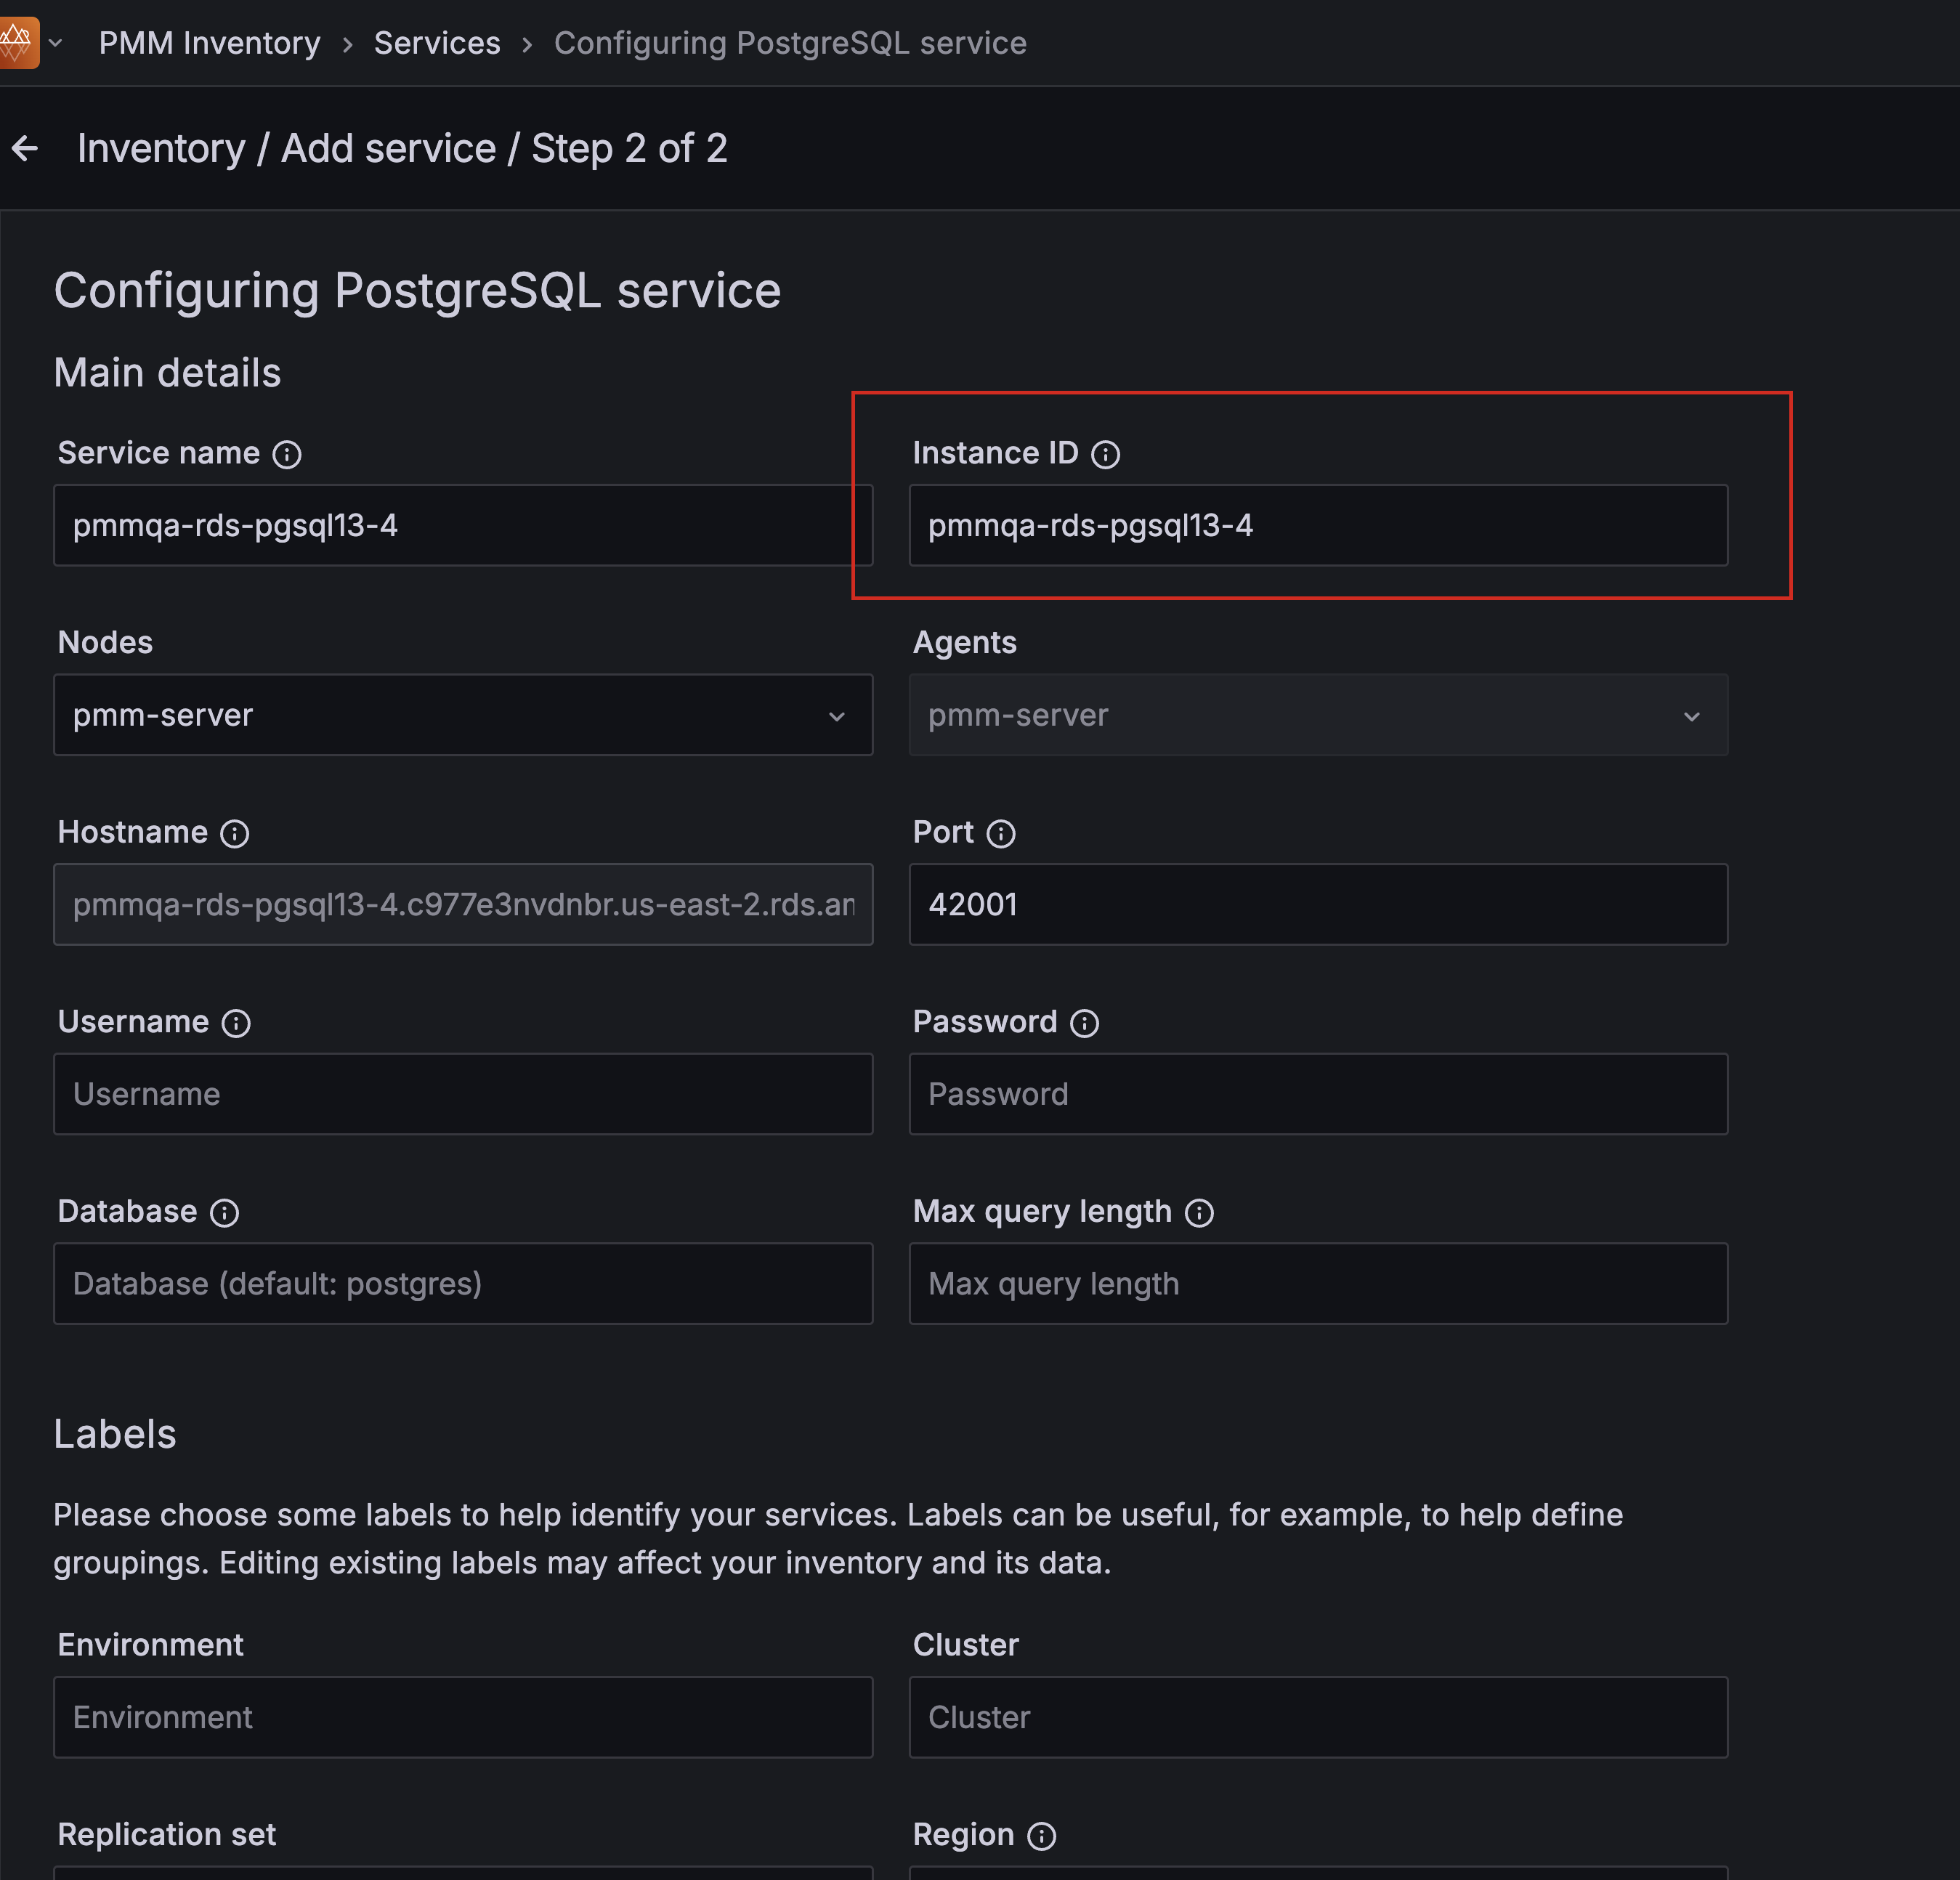 PMM Inventory › Services › Configuring PostgreSQL service
Inventory / Add service / Step 2 of 2
Configuring PostgreSQL service
Main details
Service name Instance ID
pmmqa-rds-pgsql13-4 pmmqa-rds-pgsql13-4
Nodes Agents
pmm-server pmm-server
Hostname Port
pmmqa-rds-pgsql13-4.c977e3nvdnbr.us-east-2.rds.am 42001
Username Password
Username Password
Database Max query length
Database (default: postgres) Max query length
Labels
Please choose some labels to help identify your services. Labels can be useful, for example, to help define
groupings. Editing existing labels may affect your inventory and its data.
Environment Cluster
Environment Cluster
Replication set Region